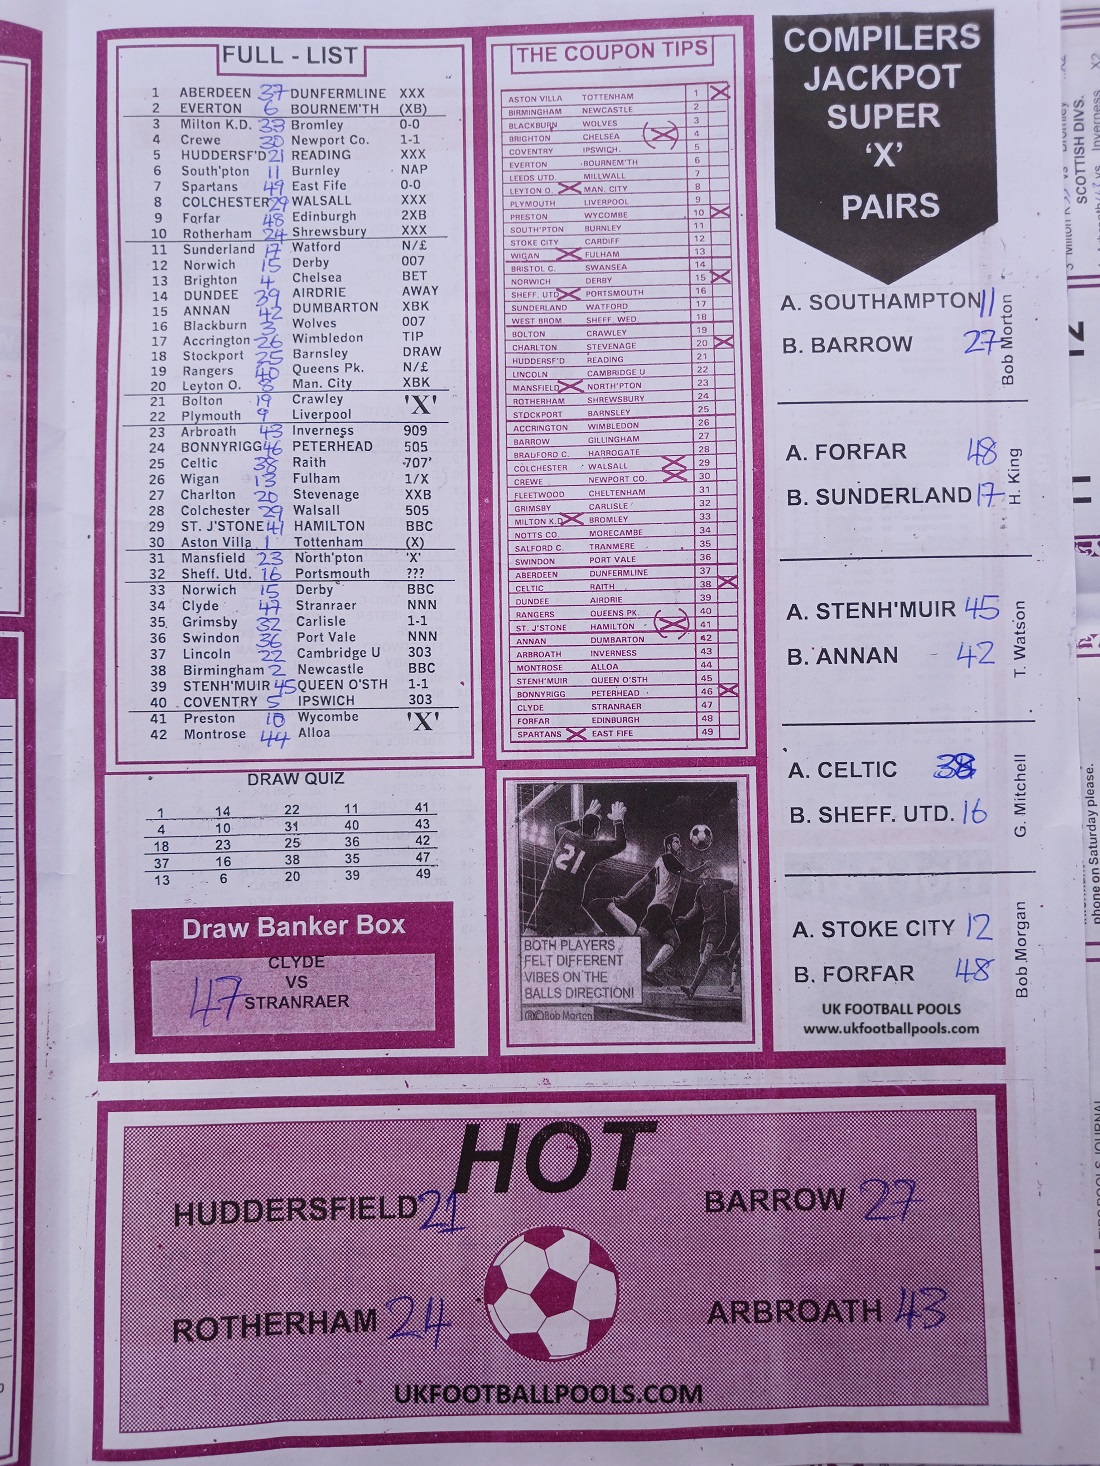 FULL - LIST
1 ABERDEEN 37 DUNFERMLINE XXX
2 EVERTON 6 BOURNEM'TH (XB)
3 Milton K.D. 33 Bromley 0-0
4 Crewe 30 Newport Co. 1-1
5 HUDDERSF'D 21 READING XXX
6 South'pton 11 Burnley NAP
7 Spartans 49 East Fife 0-0
8 COLCHESTER 29 WALSALL XXX
9 Forfar 48 Edinburgh 2XB
10 Rotherham 24 Shrewsbury XXX
11 Sunderland 17 Watford N/£
12 Norwich 15 Derby 007
13 Brighton 4 Chelsea BET
14 DUNDEE 39 AIRDRIE AWAY
15 ANNAN 42 DUMBARTON XBK
16 Blackburn 3 Wolves 007
17 Accrington 26 Wimbledon TIP
18 Stockport 25 Barnsley DRAW
19 Rangers 40 Queens Pk. N/£
20 Leyton O. 8 Man. City XBK
21 Bolton 19 Crawley 'X'
22 Plymouth 9 Liverpool
23 Arbroath 43 Inverness 909
24 BONNYRIGG 46 PETERHEAD 505
25 Celtic 38 Raith 707'
26 Wigan 13 Fulham 1/X
27 Charlton 20 Stevenage XXB
28 Colchester 29 Walsall 505
29 ST. J'STONE 41 HAMILTON BBC
30 Aston Villa 1 Tottenham (X)
31 Mansfield 23 North'pton 'X'
32 Sheff. Utd. 16 Portsmouth ???
33 Norwich 15 Derby BBC
34 Clyde 47 Stranraer NNN
35 Grimsby 32 Carlisle 1-1
36 Swindon 36 Port Vale NNN
37 Lincoln 22 Cambridge U 303
38 Birmingham 2 Newcastle BBC
39 STENH'MUIR 45 QUEEN O'STH 1-1
40 COVENTRY 5 IPSWICH 303
41 Preston 10 Wycombe 'X'
42 Montrose 44 Alloa
DRAW QUIZ
1 14 22 11 41
4 10 31 40 43
18 23 25 36 42
37 16 38 35 47
13 6 20 39 49
Draw Banker Box
CLYDE
47 VS
STRANRAER
THE COUPON TIPS
ASTON VILLA TOTTENHAM 1 X
BIRMINGHAM NEWCASTLE 2
BLACKBURN WOLVES 3
BRIGHTON CHELSEA (X) 4
COVENTRY IPSWICH. 5
EVERTON BOURNEM'TH 6
LEEDS UTD. MILLWALL 7
LEYTON O. X MAN. CITY 8
PLYMOUTH LIVERPOOL 9
PRESTON WYCOMBE 10 X
SOUTH'PTON BURNLEY 11
STOKE CITY CARDIFF 12
WIGAN X FULHAM 13
BRISTOL C. SWANSEA 14
NORWICH DERBY 15 X
SHEFF. UTD X PORTSMOUTH 16
SUNDERLAND WATFORD 17
WEST BROM SHEFF. WED. 18
BOLTON CRAWLEY 19
CHARLTON STEVENAGE 20 X
HUDDERSF'D READING 21
LINCOLN CAMBRIDGE U 22
MANSFIELD X NORTH'PTON 23
ROTHERHAM SHREWSBURY 24
STOCKPORT BARNSLEY 25
ACCRINGTON WIMBLEDON 26
BARROW GILLINGHAM 27
BRADFORD C. HARROGATE 28
COLCHESTER WALSALL X 29
CREWE NEWPORT CO. X 30
FLEETWOOD CHELTENHAM 31
GRIMSBY CARLISLE 32
MILTON K.D X BROMLEY 33
NOTTS CO. MORECAMBE 34
SALFORD C. TRANMERE 35
SWINDON PORT VALE 36
ABERDEEN DUNFERMLINE 37
CELTIC RAITH 38 X
DUNDEE AIRDRIE 39
RANGERS QUEENS PK. 40
ST. J'STONE HAMILTON (X) 41
ANNAN DUMBARTON 42
ARBROATH INVERNESS 43
MONTROSE ALLOA 44
STENH'MUIR QUEEN O'STH 45
BONNYRIGG PETERHEAD 46 X
CLYDE STRANRAER 47
FORFAR EDINBURGH 48
SPARTANS X EAST FIFE 49
21
BOTH PLAYERS
FELT DIFFERENT
VIBES ON THE
BALLS DIRECTION!
Bob Morton
COMPILERS
JACKPOT
SUPER
'X'
PAIRS
A. SOUTHAMPTON 11
B. BARROW 27
Bob Morton
A. FORFAR 48
B. SUNDERLAND 17
H. King
A. STENH'MUIR 45
B. ANNAN 42
T. Watson
A. CELTIC 38
B. SHEFF. UTD. 16
G. Mitchell
A. STOKE CITY 12
B. FORFAR 48
Bob Morgan
UK FOOTBALL POOLS
www.ukfootballpools.com
HOT
HUDDERSFIELD 21
BARROW 27
ROTHERHAM 24
ARBROATH 43
UKFOOTBALLPOOLS.COM
SCOTTISH DIVS.
phone on Saturday please.